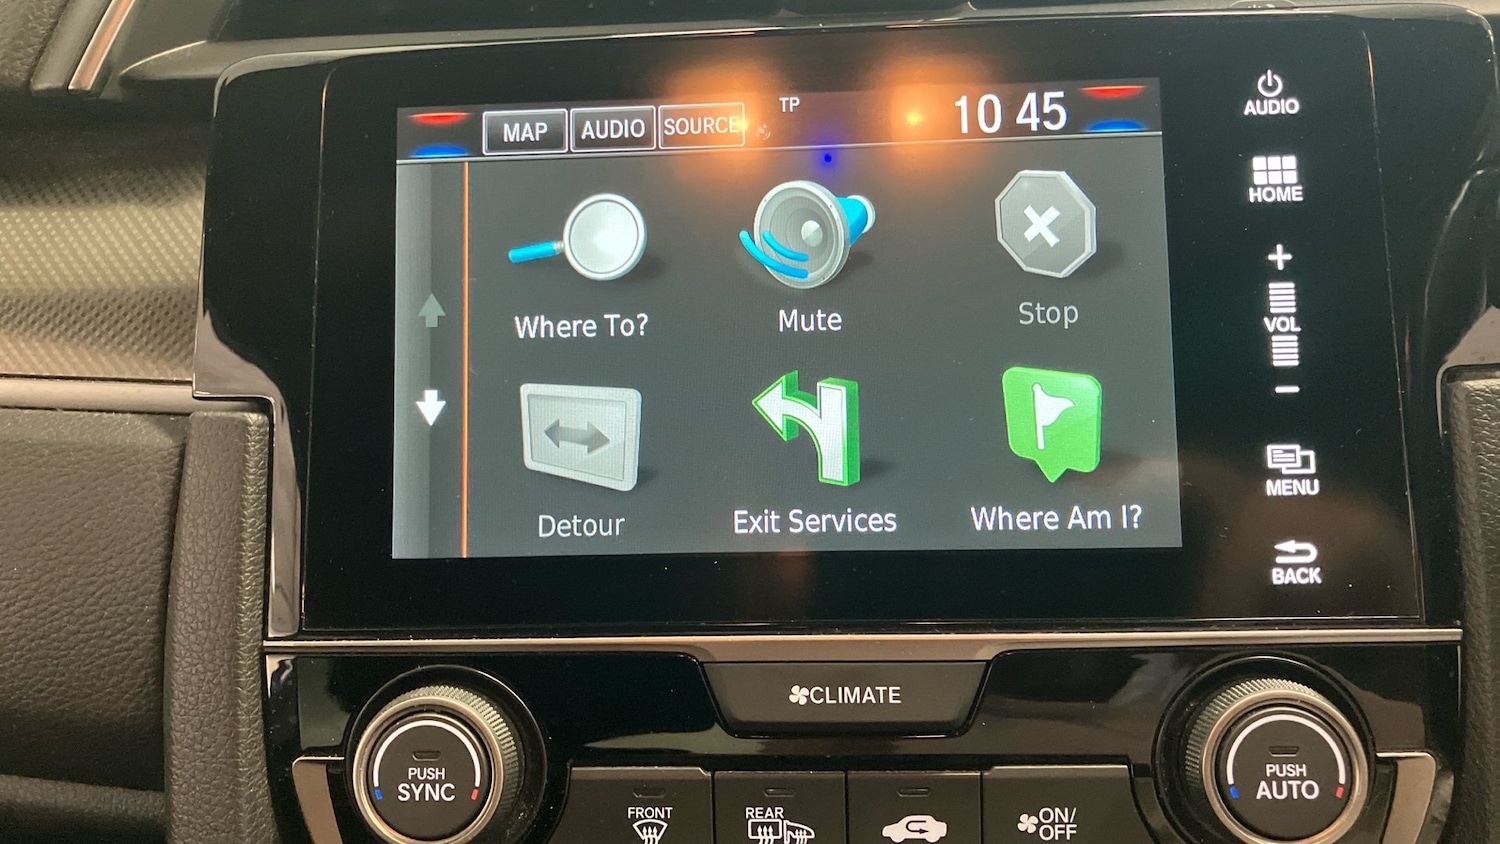 MAP
AUDIO
SOURCE
TP
10 45
AUDIO
HOME
Where To?
Mute
Stop
+
VOL
-
Detour
Exit Services
Where Am I?
MENU
BACK
CLIMATE
PUSH
SYNC
FRONT
REAR
ON/
OFF
PUSH
AUTO